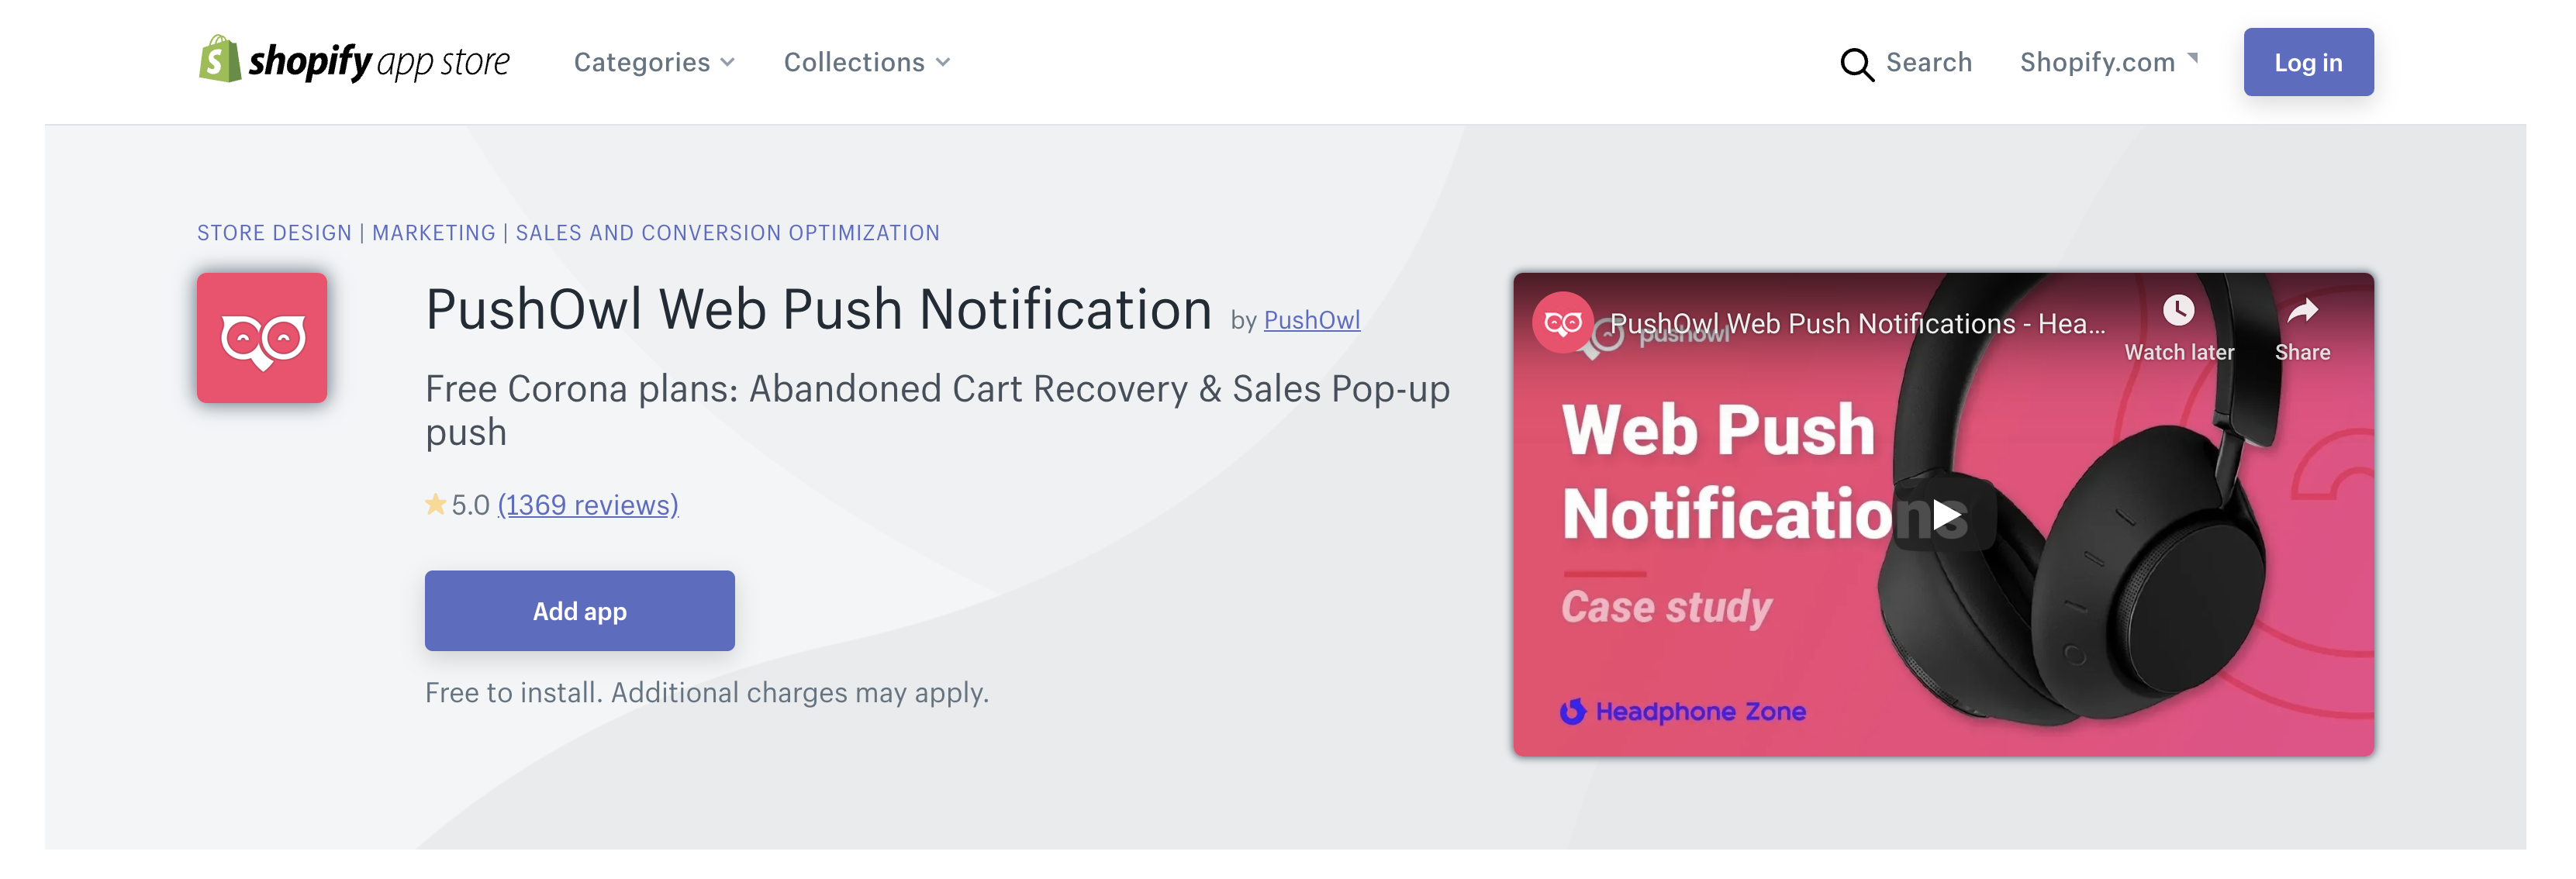 shopify app store
Categories
Collections
Search
Shopify.com
Log in
STORE DESIGN | MARKETING | SALES AND CONVERSION OPTIMIZATION
PushOwl Web Push Notification by PushOwl
Free Corona plans: Abandoned Cart Recovery & Sales Pop-up
push
5.0 (1369 reviews)
Add app
Free to install. Additional charges may apply.
PushOwl Web Push Notifications - Hea...
pushowl
Watch later
Share
Web Push
Notifications
Case study
Headphone Zone